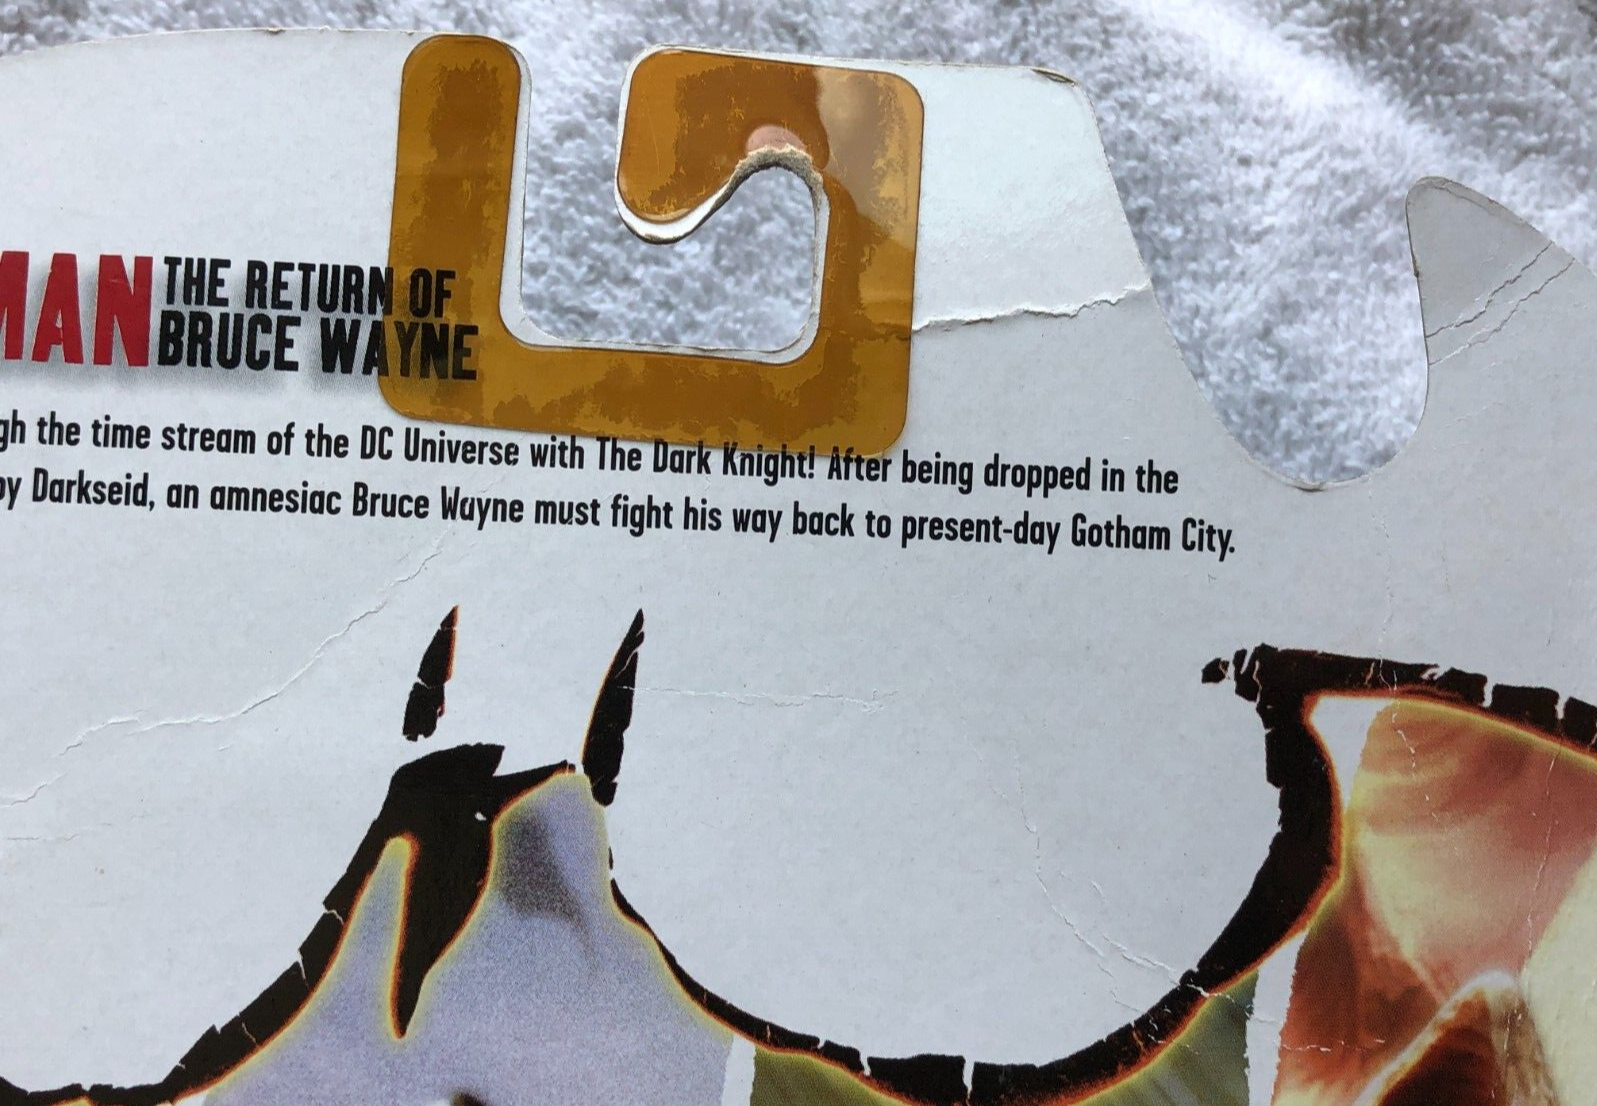 MAN THE RETURN OF
BRUCE WAYNE
the time stream of the DC Universe with The Dark Knight! After being dropped in the
by Darkseid, an amnesiac Bruce Wayne must fight his way back to present-day Gotham City.